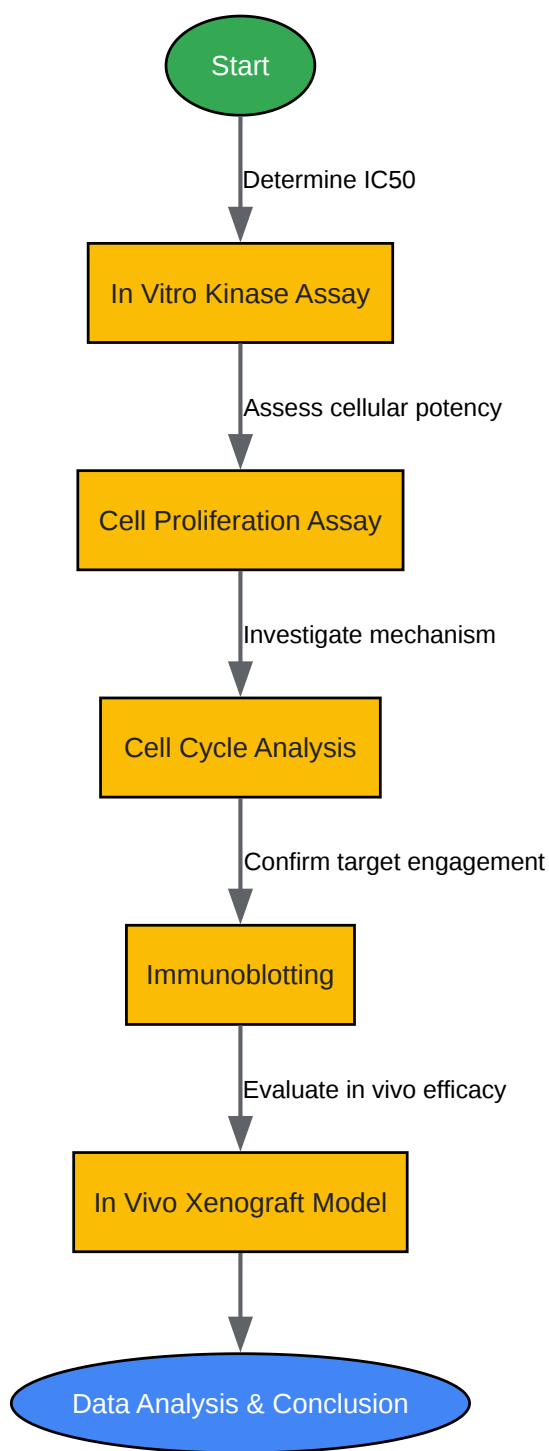 Start
Determine IC50
In Vitro Kinase Assay
Assess cellular potency
Cell Proliferation Assay
Investigate mechanism
Cell Cycle Analysis
Confirm target engagement
Immunoblotting
Evaluate in vivo efficacy
In Vivo Xenograft Model
Data Analysis & Conclusion